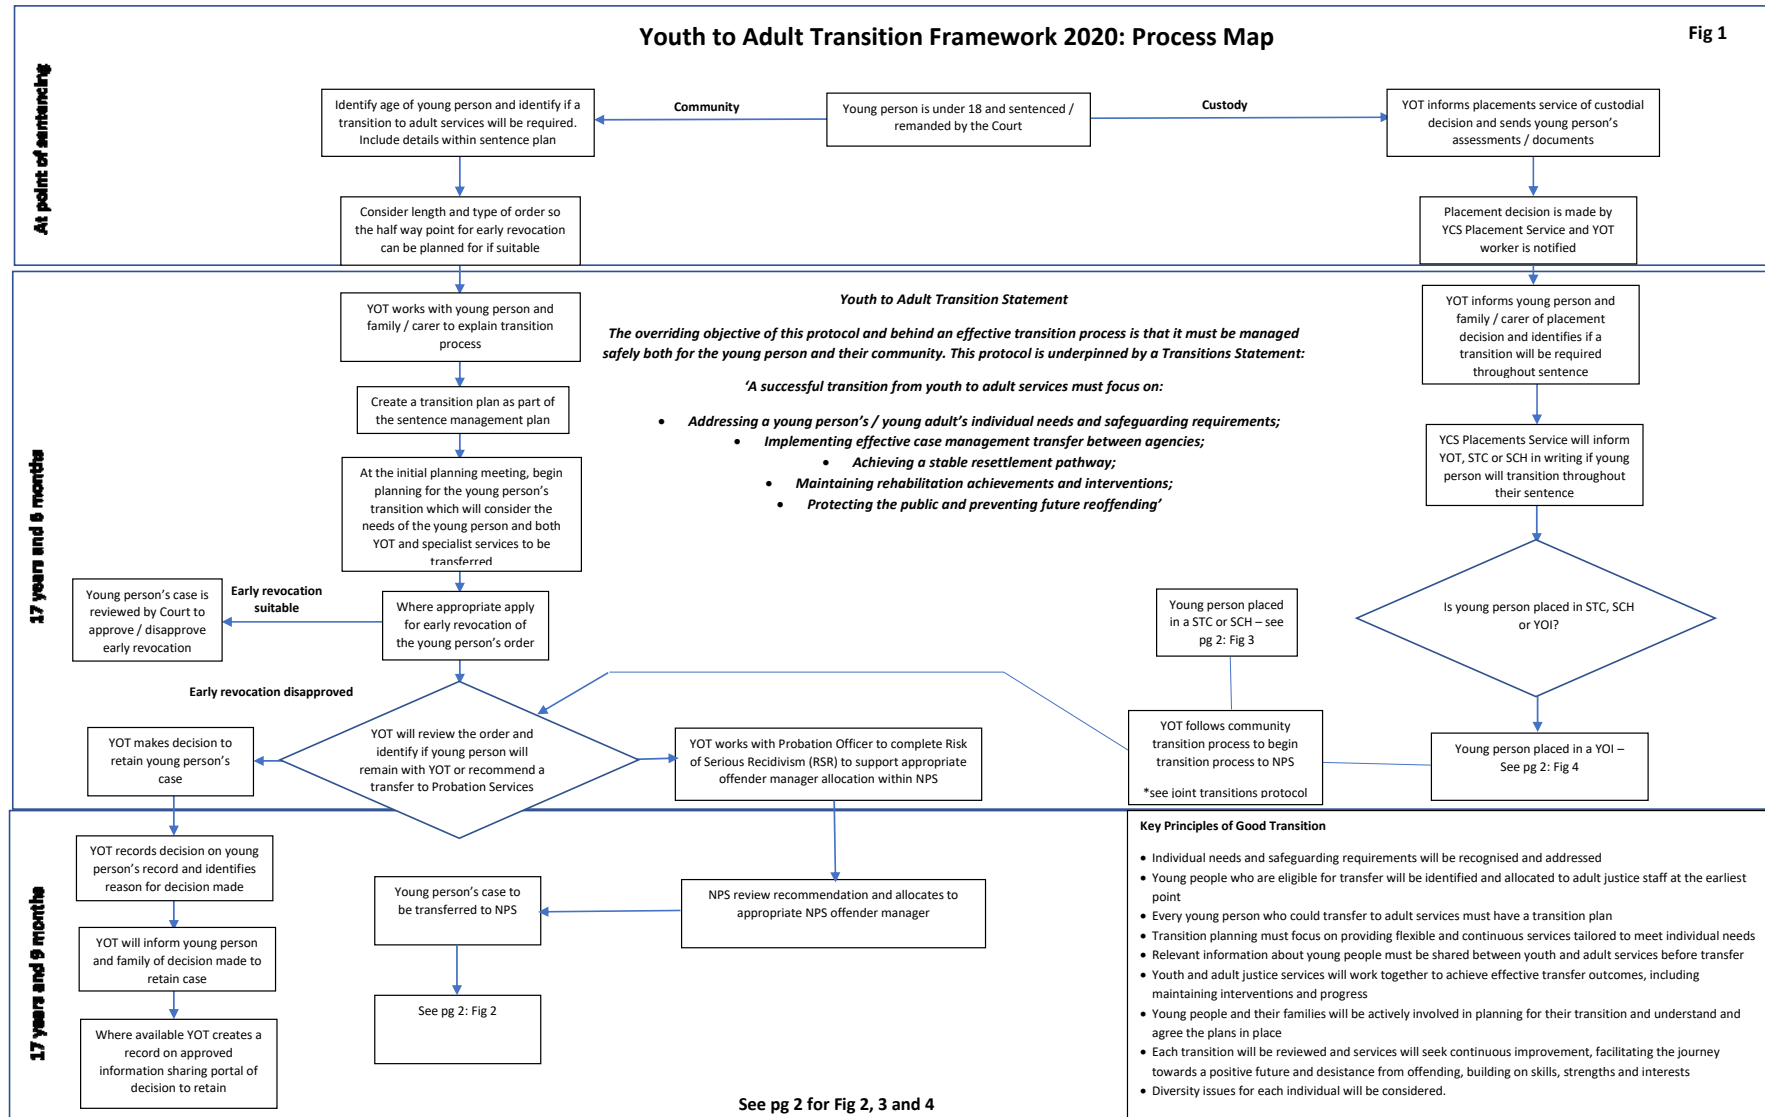 Youth to Adult Transition Framework 2020: Process Map
Fig 1
At point of sentancing
Identify age of young person and identify if a
transition to adult services will be required.
Include details within sentence plan
Community
Young person is under 18 and sentenced /
remanded by the Court
Custody
YOT informs placements service of custodial
decision and sends young person's
assessments / documents
Consider length and type of order so
the half way point for early revocation
can be planned for if suitable
Placement decision is made by
YCS Placement Service and YOT
worker is notified
17 years and 6 months
YOT works with young person and
family / carer to explain transition
process
Create a transition plan as part of
the sentence management plan
At the initial planning meeting, begin
planning for the young person's
transition which will consider the
needs of the young person and both
YOT and specialist services to be
transferred
Youth to Adult Transition Statement
The overriding objective of this protocol and behind an effective transition process is that it must be managed
safely both for the young person and their community. This protocol is underpinned by a Transitions Statement:
'A successful transition from youth to adult services must focus on:
• Addressing a young person's / young adult's individual needs and safeguarding requirements;
• Implementing effective case management transfer between agencies;
• Achieving a stable resettlement pathway;
• Maintaining rehabilitation achievements and interventions;
• Protecting the public and preventing future reoffending'
YOT informs young person and
family / carer of placement
decision and identifies if a
transition will be required
throughout sentence
YCS Placements Service will inform
YOT, STC or SCH in writing if young
person will transition throughout
their sentence
Young person's case is
reviewed by Court to
approve / disapprove
early revocation
Early revocation
suitable
Where appropriate apply
for early revocation of
the young person's order
Young person placed
in a STC or SCH – see
pg 2: Fig 3
Is young person placed in STC, SCH
or YOI?
Early revocation disapproved
YOT makes decision to
retain young person's
case
YOT will review the order and
identify if young person will
remain with YOT or recommend a
transfer to Probation Services
YOT works with Probation Officer to complete Risk
of Serious Recidivism (RSR) to support appropriate
offender manager allocation within NPS
YOT follows community
transition process to begin
transition process to NPS
*see joint transitions protocol
Young person placed in a YOI –
See pg 2: Fig 4
17 years and 9 months
YOT records decision on young
person's record and identifies
reason for decision made
YOT will inform young person
and family of decision made to
retain case
Where available YOT creates a
record on approved
information sharing portal of
decision to retain
Young person's case to
be transferred to NPS
NPS review recommendation and allocates to
appropriate NPS offender manager
See pg 2: Fig 2
Key Principles of Good Transition
• Individual needs and safeguarding requirements will be recognised and addressed
• Young people who are eligible for transfer will be identified and allocated to adult justice staff at the earliest
point
• Every young person who could transfer to adult services must have a transition plan
• Transition planning must focus on providing flexible and continuous services tailored to meet individual needs
• Relevant information about young people must be shared between youth and adult services before transfer
• Youth and adult justice services will work together to achieve effective transfer outcomes, including
maintaining interventions and progress
• Young people and their families will be actively involved in planning for their transition and understand and
agree the plans in place
• Each transition will be reviewed and services will seek continuous improvement, facilitating the journey
towards a positive future and desistance from offending, building on skills, strengths and interests
• Diversity issues for each individual will be considered.
See pg 2 for Fig 2, 3 and 4